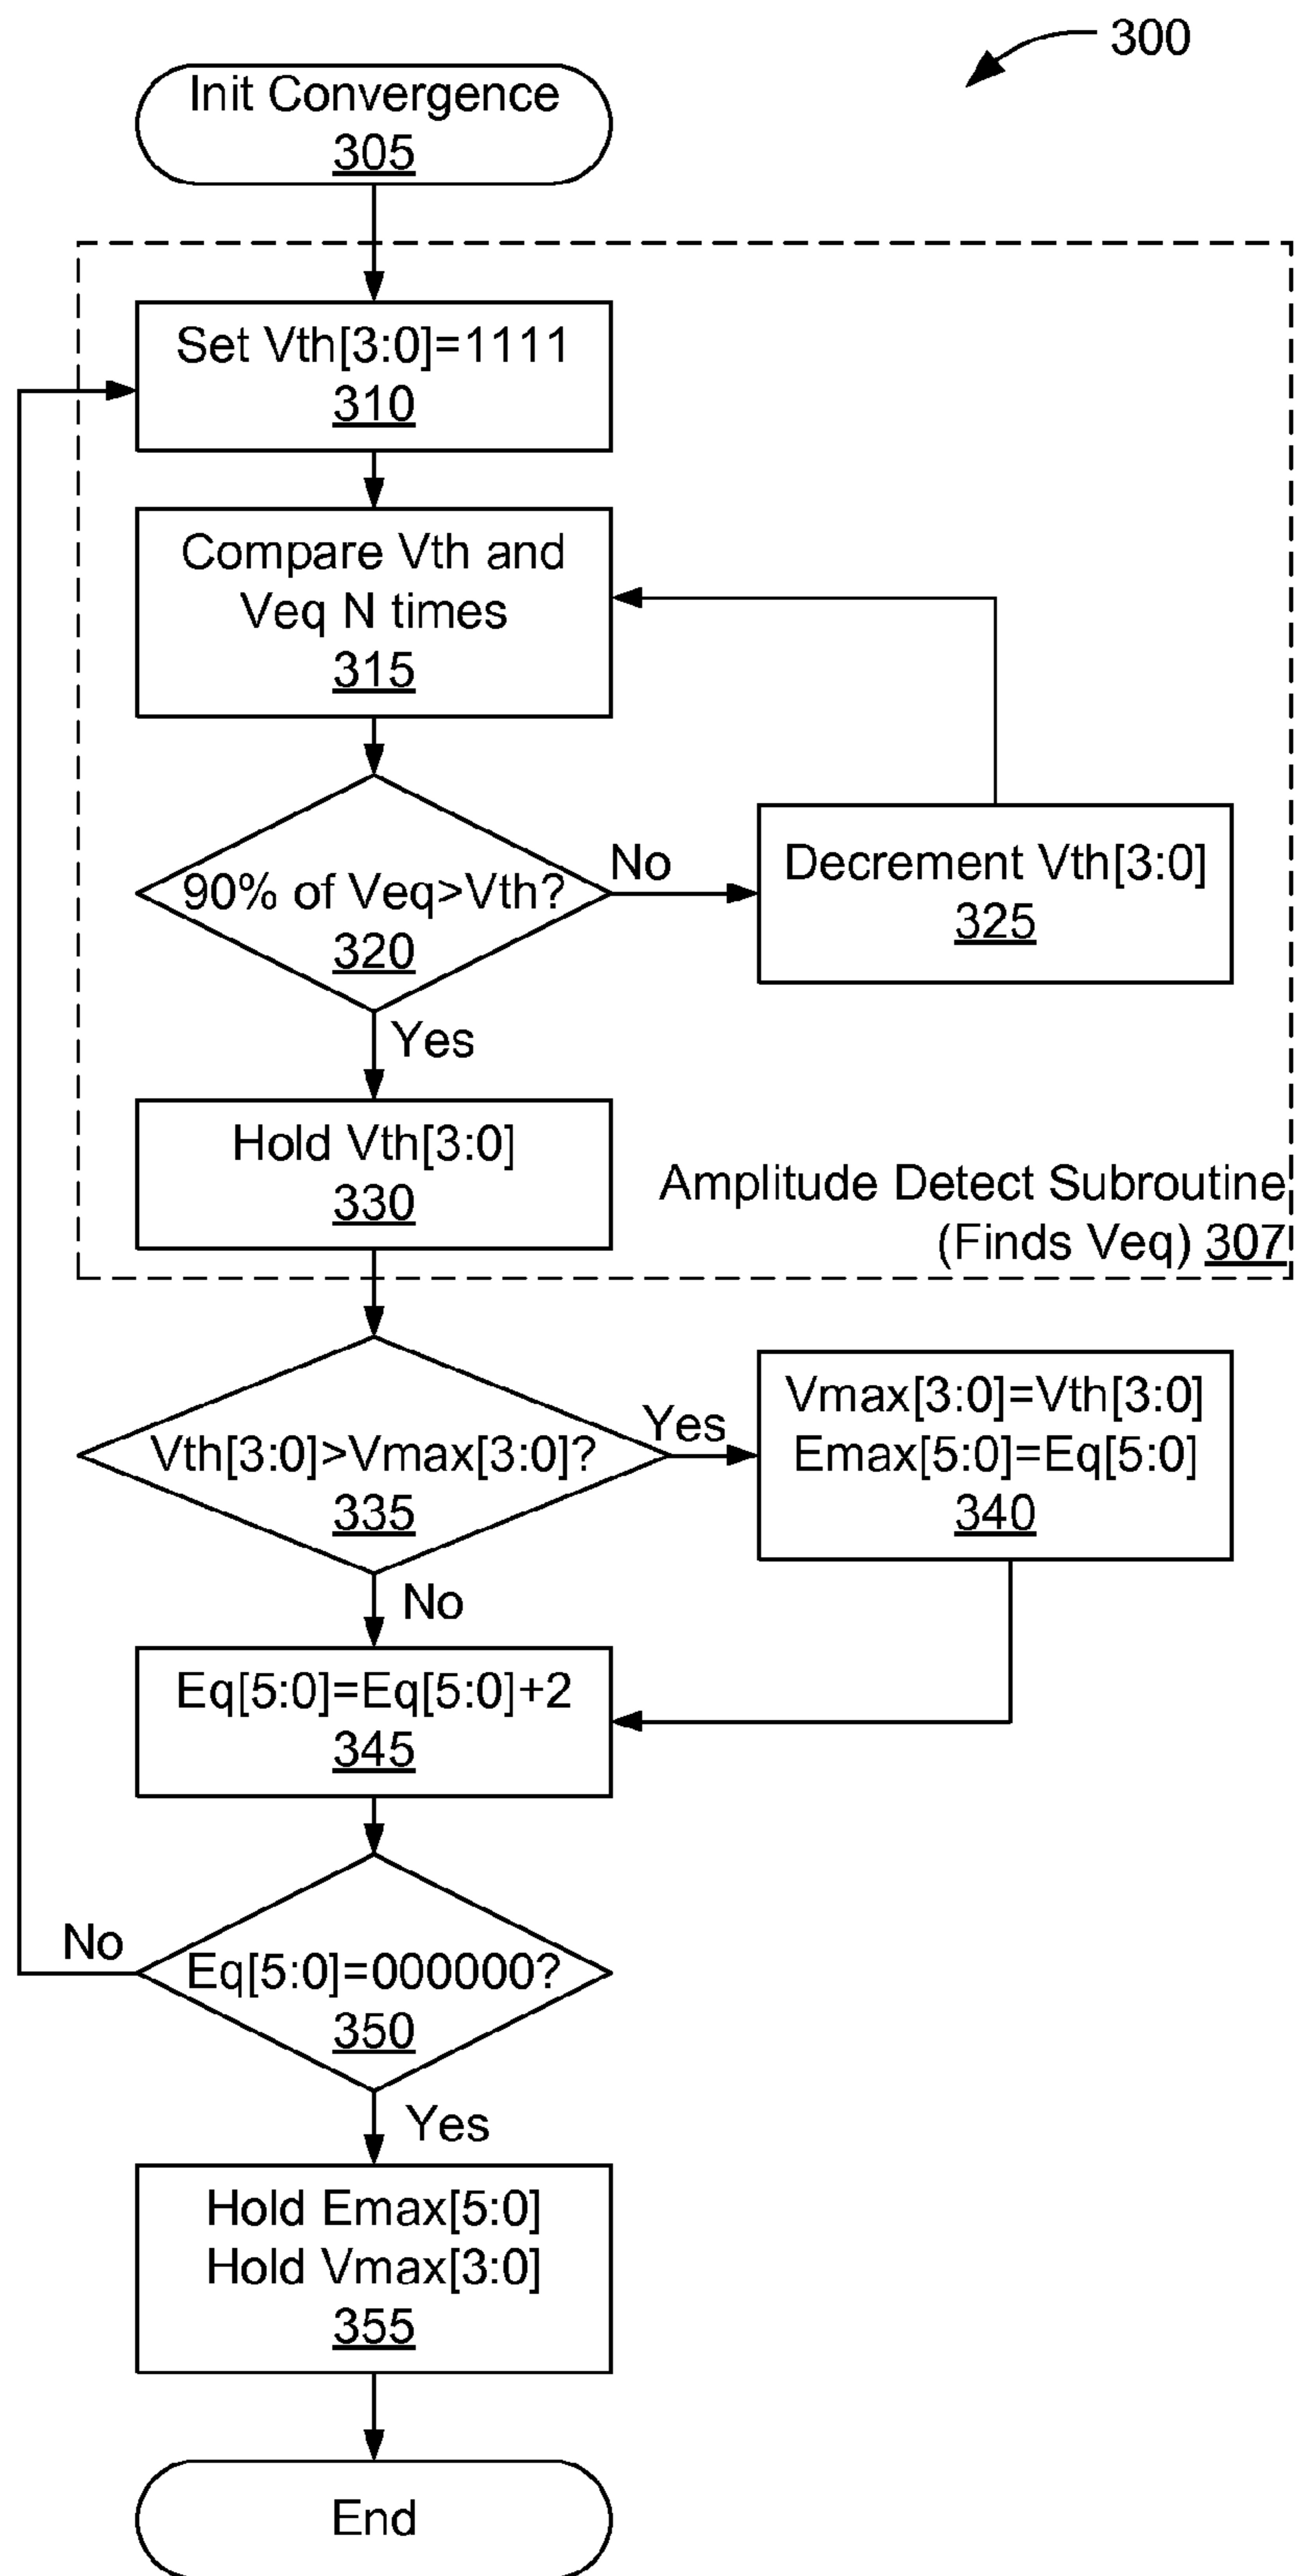 300
Init Convergence
305
Set Vth[3:0]=1111
310
Compare Vth and
Veq N times
315
90% of Veq>Vth?
320
No
Decrement Vth[3:0]
325
Yes
Hold Vth[3:0]
330
Amplitude Detect Subroutine
(Finds Veq) 307
Vth[3:0]>Vmax[3:0]?
335
Yes
Vmax[3:0]=Vth[3:0]
Emax[5:0]=Eq[5:0]
340
No
Eq[5:0]=Eq[5:0]+2
345
No
Eq[5:0]=000000?
350
Yes
Hold Emax[5:0]
Hold Vmax[3:0]
355
End